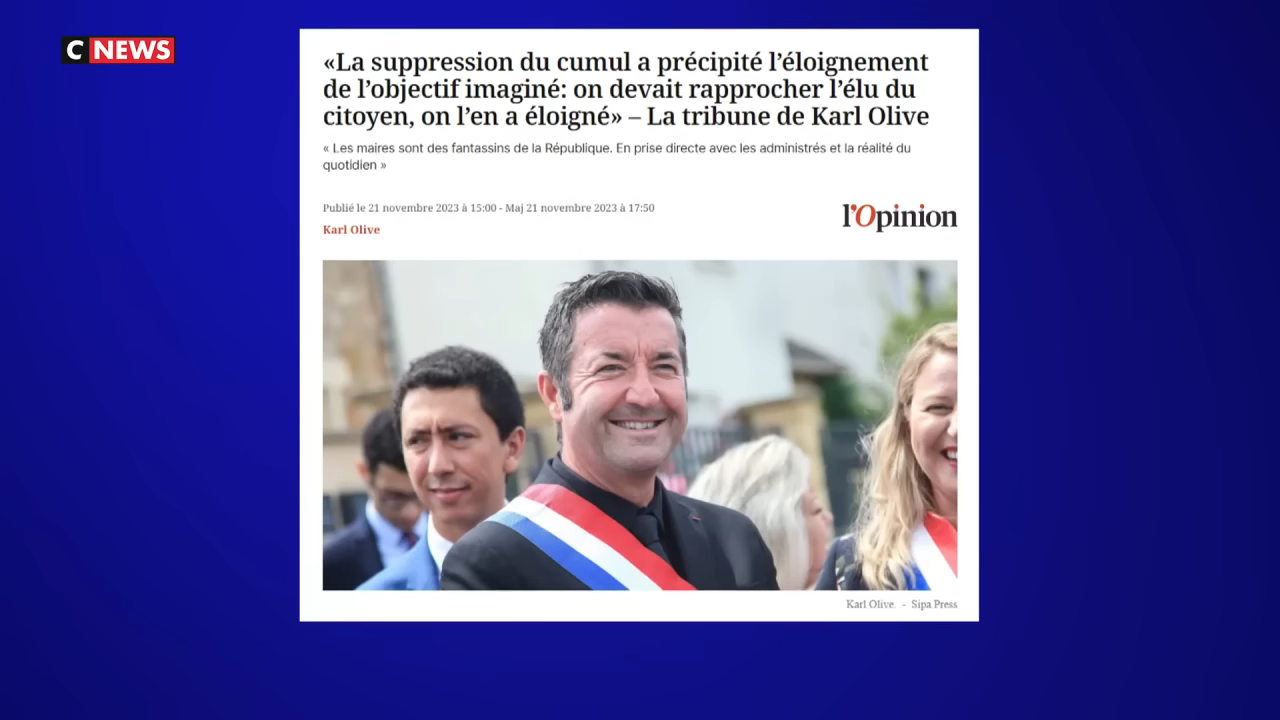 C NEWS
«La suppression du cumul a précipité l’éloignement
de l’objectif imaginé: on devait rapprocher l’élu du
citoyen, on l’en a éloigné» – La tribune de Karl Olive
« Les maires sont des fantassins de la République. En prise directe avec les administrés et la réalité du
quotidien »
Publié le 21 novembre 2023 à 15:00 - Maj 21 novembre 2023 à 17:50
l’Opinion
Karl Olive
Karl Olive. - Sipa Press